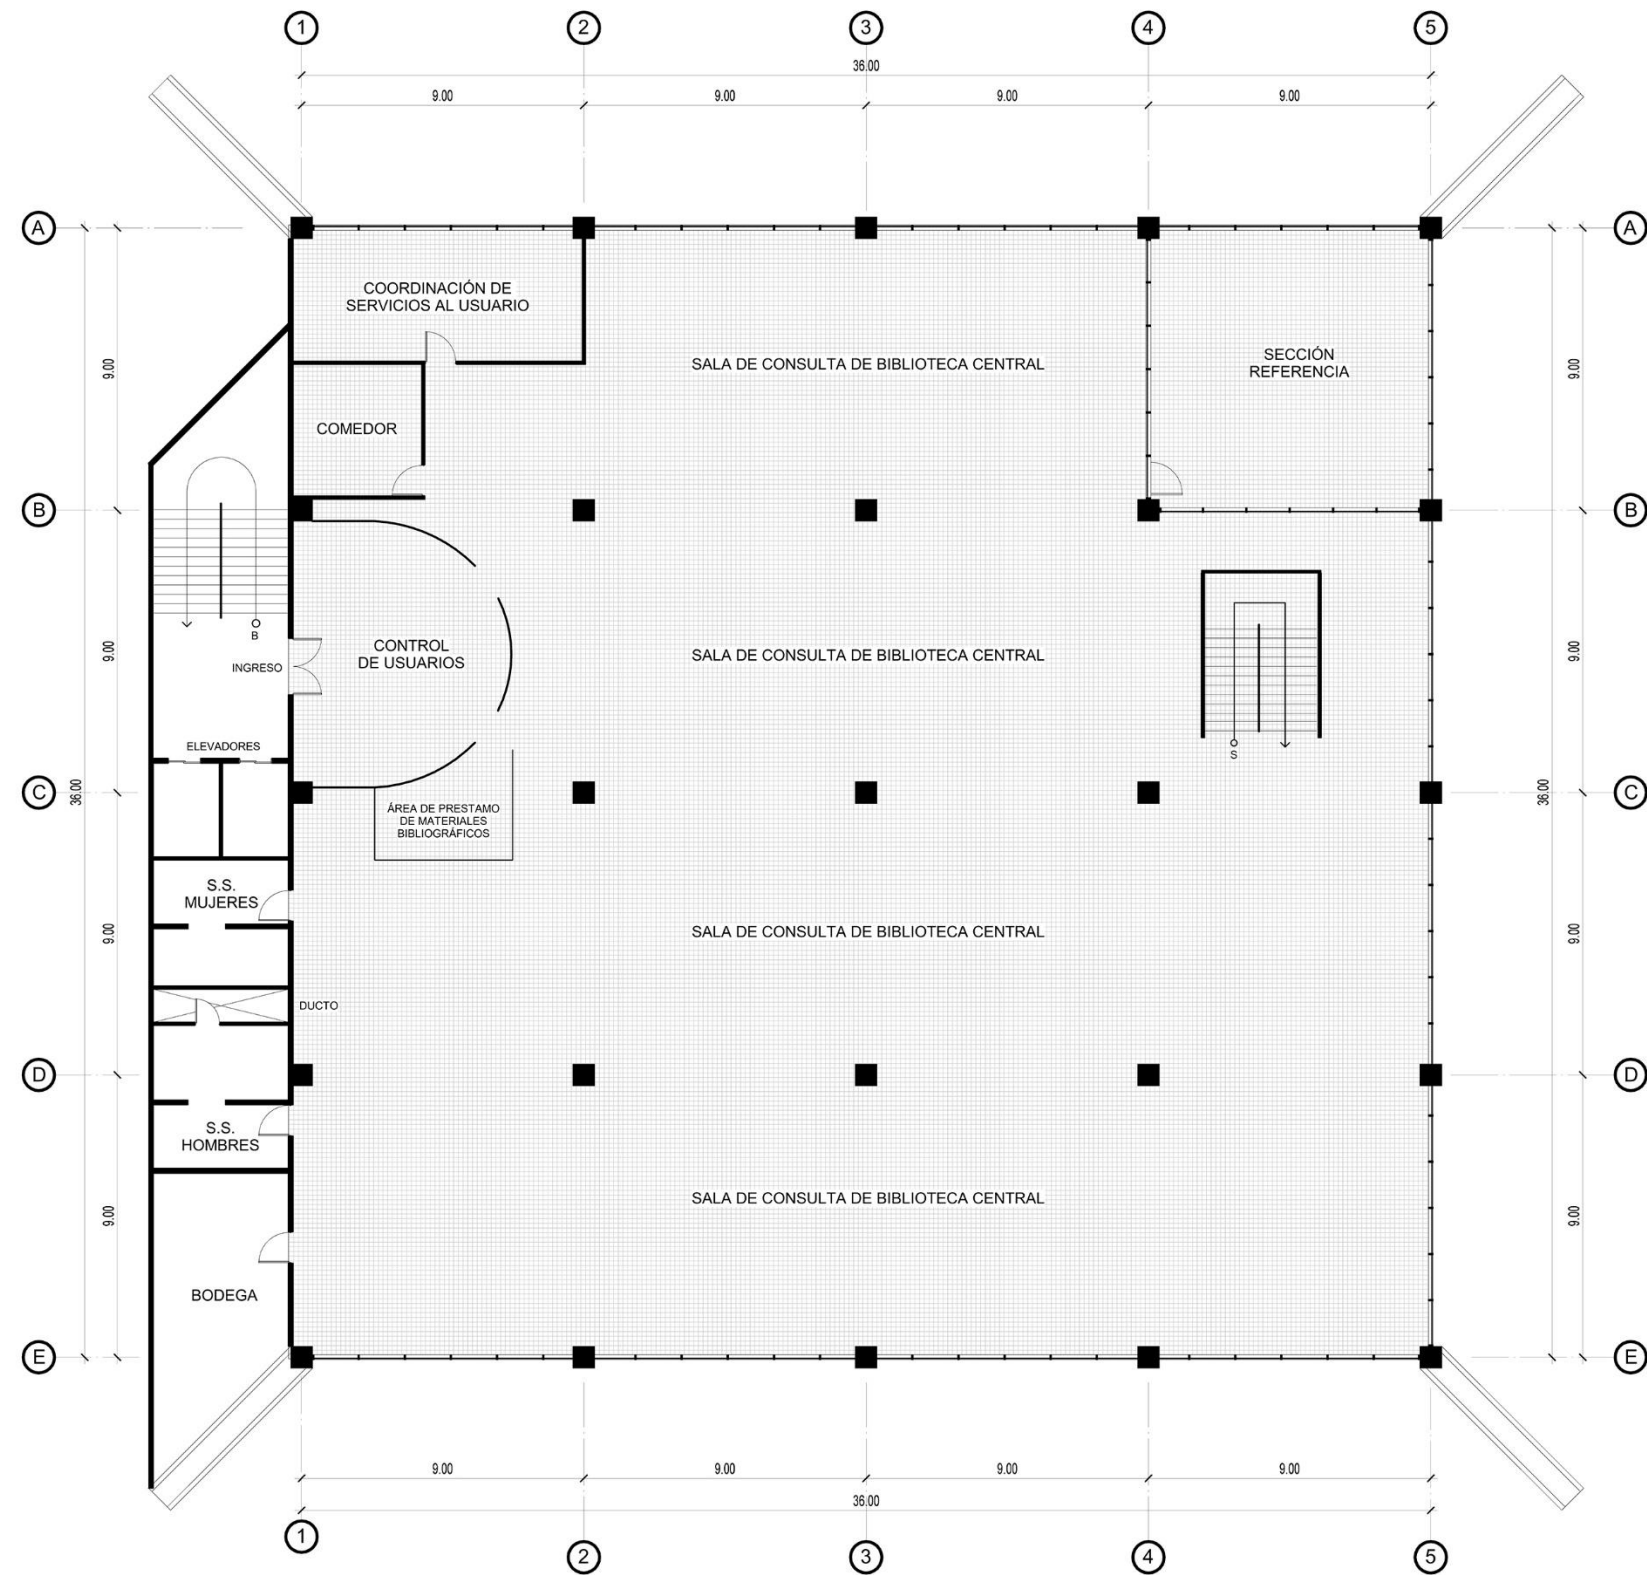 1 2 3 4 5
36.00
9.00 9.00 9.00 9.00
A A
COORDINACIÓN DE
SERVICIOS AL USUARIO
SALA DE CONSULTA DE BIBLIOTECA CENTRAL
SECCIÓN
REFERENCIA
9.00 9.00
COMEDOR
B B
B
INGRESO
CONTROL
DE USUARIOS
SALA DE CONSULTA DE BIBLIOTECA CENTRAL
9.00 9.00
S
ELEVADORES
C 36.00 36.00 C
ÁREA DE PRESTAMO
DE MATERIALES
BIBLIOGRÁFICOS
S.S.
MUJERES
SALA DE CONSULTA DE BIBLIOTECA CENTRAL
9.00 9.00
DUCTO
D D
S.S.
HOMBRES
SALA DE CONSULTA DE BIBLIOTECA CENTRAL
9.00 9.00
BODEGA
E E
9.00 9.00 9.00 9.00
36.00
1 2 3 4 5